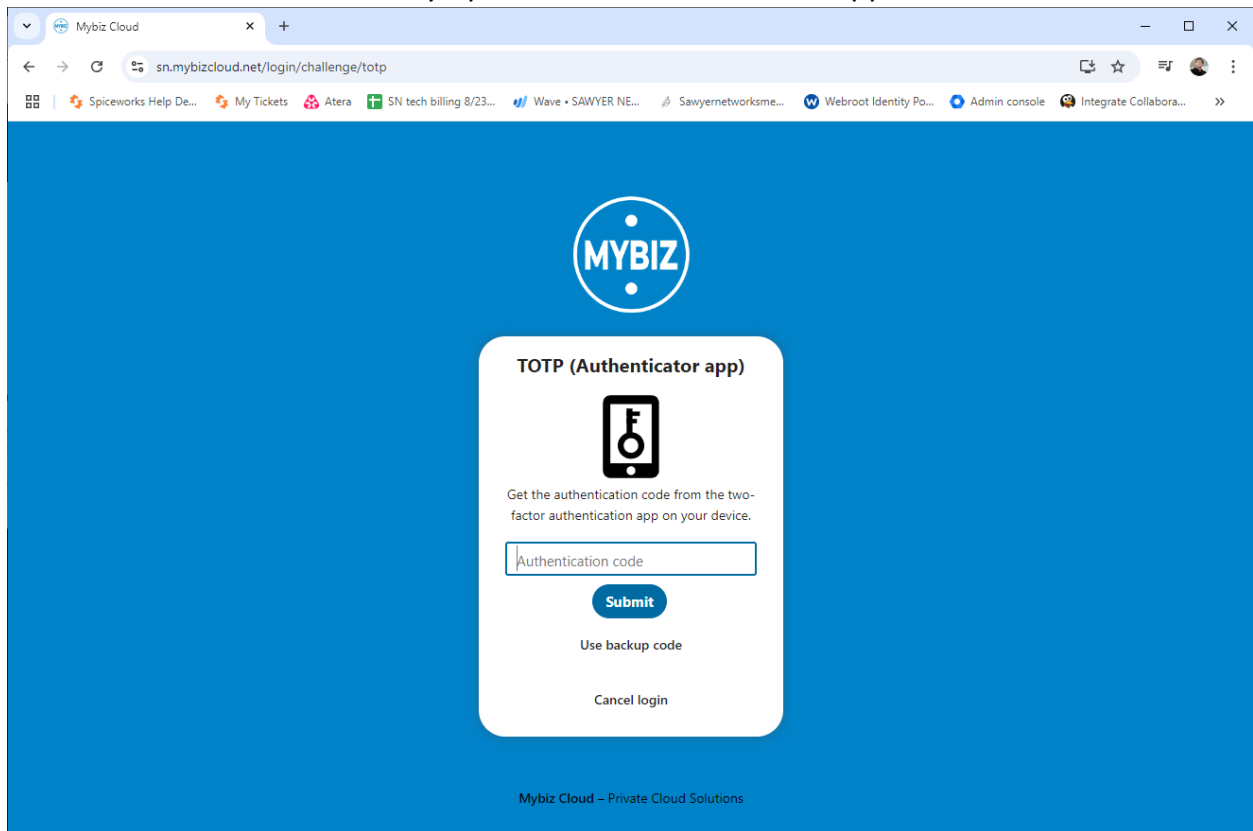 Mybiz Cloud
sn.mybizcloud.net/login/challenge/totp
Spiceworks Help De... My Tickets Atera SN tech billing 8/23... Wave • SAWYER NE... Sawyernetworksme... Webroot Identity Po... Admin console Integrate Collabora... »
MYBIZ
TOTP (Authenticator app)
Get the authentication code from the two-
factor authentication app on your device.
Authentication code
Submit
Use backup code
Cancel login
Mybiz Cloud – Private Cloud Solutions